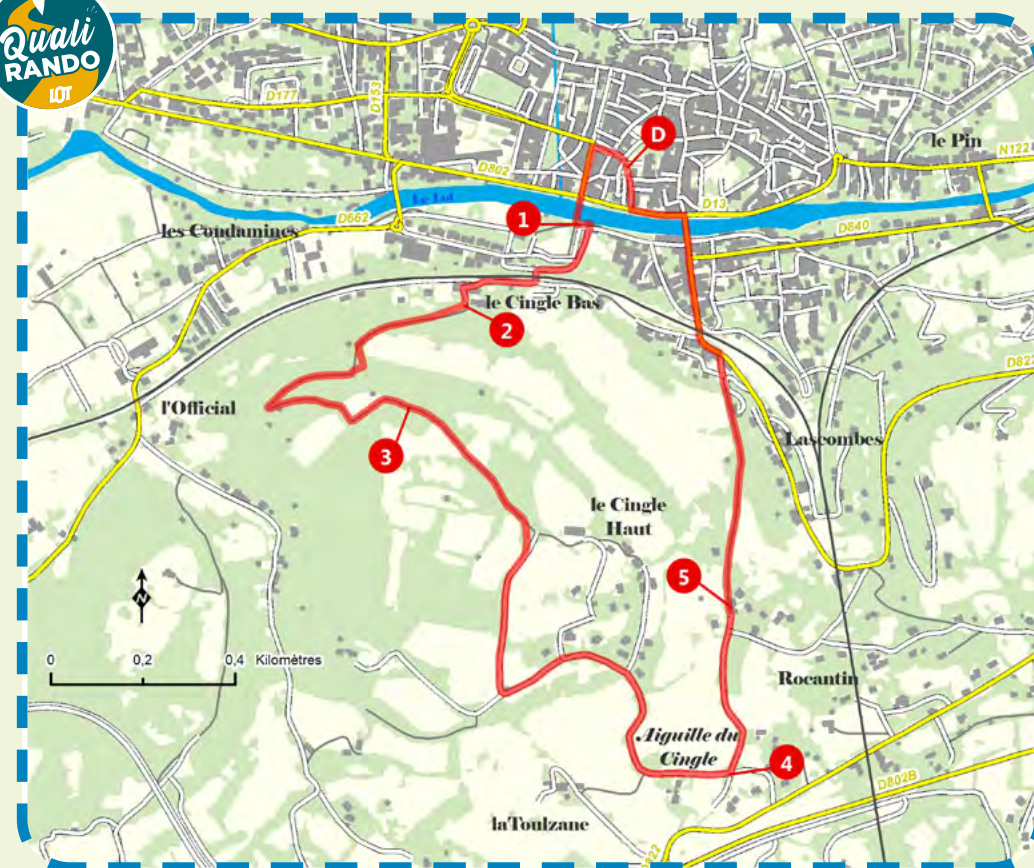 Quali
RANDO
LOT
D177
D153
D
le Pin
N122
D802
Le Lot
D13
1
D662
les Condamines
D840
le Cingle Bas
2
l'Official
3
Lascombes
le Cingle
Haut
5
N
0 0,2 0,4 Kilomètres
Rocantin
Aiguille du
Cingle
4
D802B
laToulzane